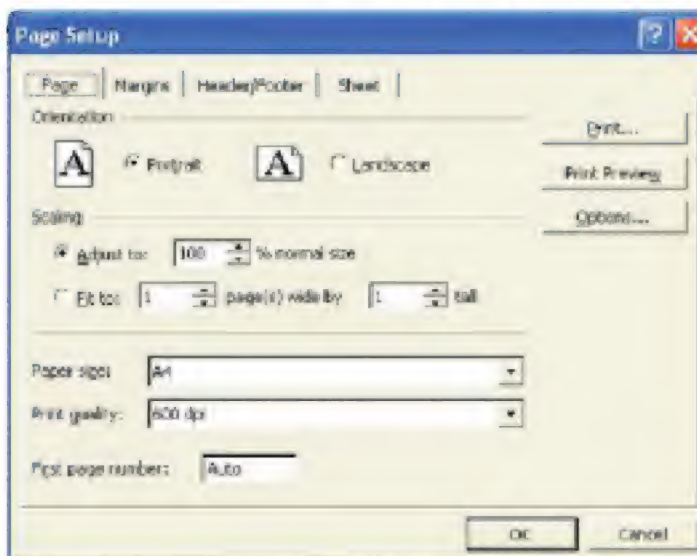 Page Setup
Page Margins Header/Footer Sheet
Orientation
A Portrait A Landscape
Print...
Print Preview
Options...
Scaling
Adjust to: 100 % normal size
Fit to: 1 page(s) wide by 1 tall
Paper size: A4
Print quality: 600 dpi
First page number: Auto
OK Cancel